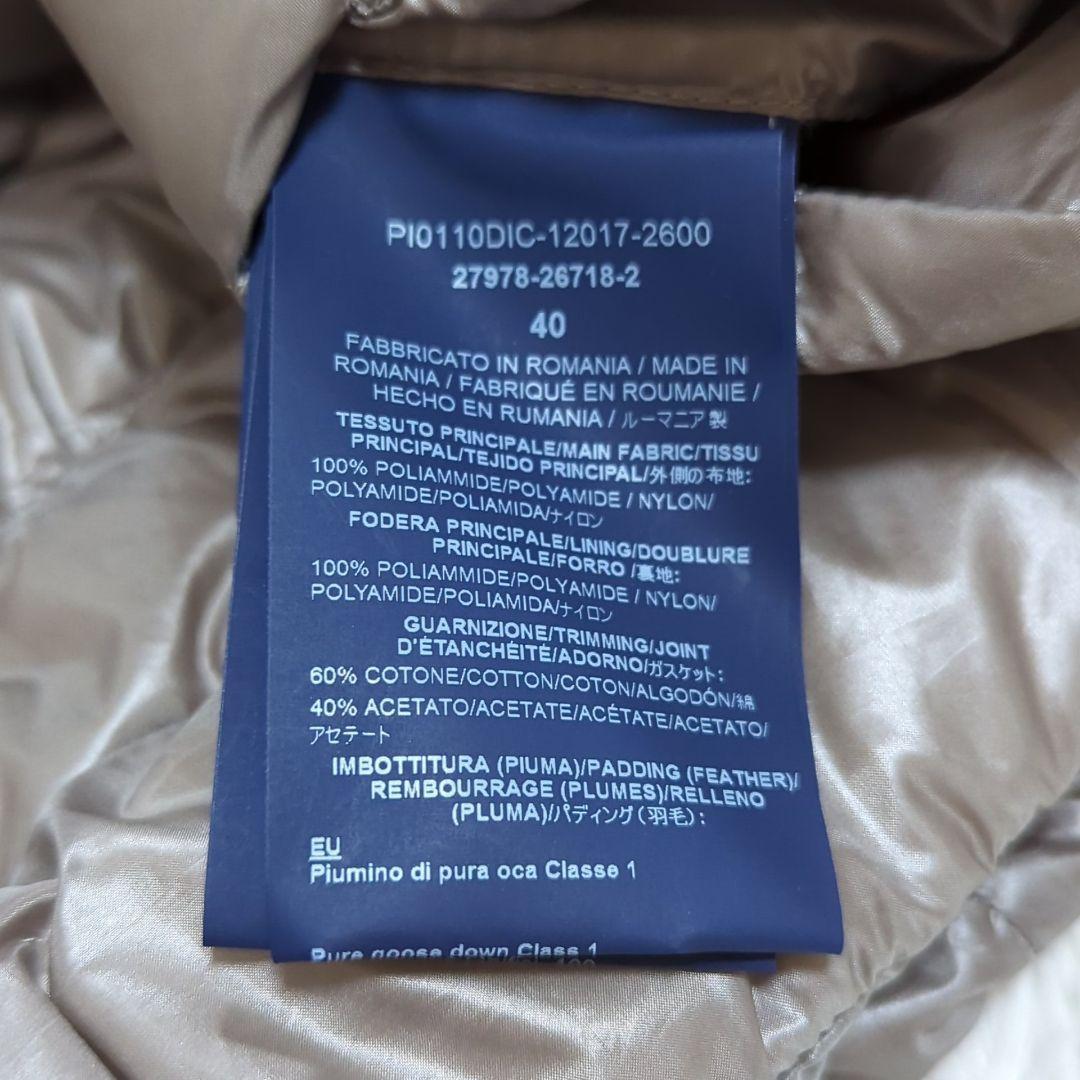 PI0110DIC-12017-2600
27978-26718-2
40
FABBRICATO IN ROMANIA / MADE IN
ROMANIA / FABRIQUÉ EN ROUMANIE /
HECHO EN RUMANIA / ルーマニア製
TESSUTO PRINCIPALE/MAIN FABRIC/TISSU
PRINCIPAL/TEJIDO PRINCIPAL/外側の布地:
100% POLIAMMIDE/POLYAMIDE / NYLON/
POLYAMIDE/POLIAMIDA/ナイロン
FODERA PRINCIPALE/LINING/DOUBLURE
PRINCIPALE/FORRO /裏地:
100% POLIAMMIDE/POLYAMIDE / NYLON/
POLYAMIDE/POLIAMIDA/ナイロン
GUARNIZIONE/TRIMMING/JOINT
D'ÉTANCHÉITÉ/ADORNO/ガスケット:
60% COTONE/COTTON/COTON/ALGODÓN/綿
40% ACETATO/ACETATE/ACÉTATE/ACETATO/
アセテート
IMBOTTITURA (PIUMA)/PADDING (FEATHER)/
REMBOURRAGE (PLUMES)/RELLENO
(PLUMA)/パディング(羽毛):
EU
Piumino di pura oca Classe 1
Pure goose down Class 1